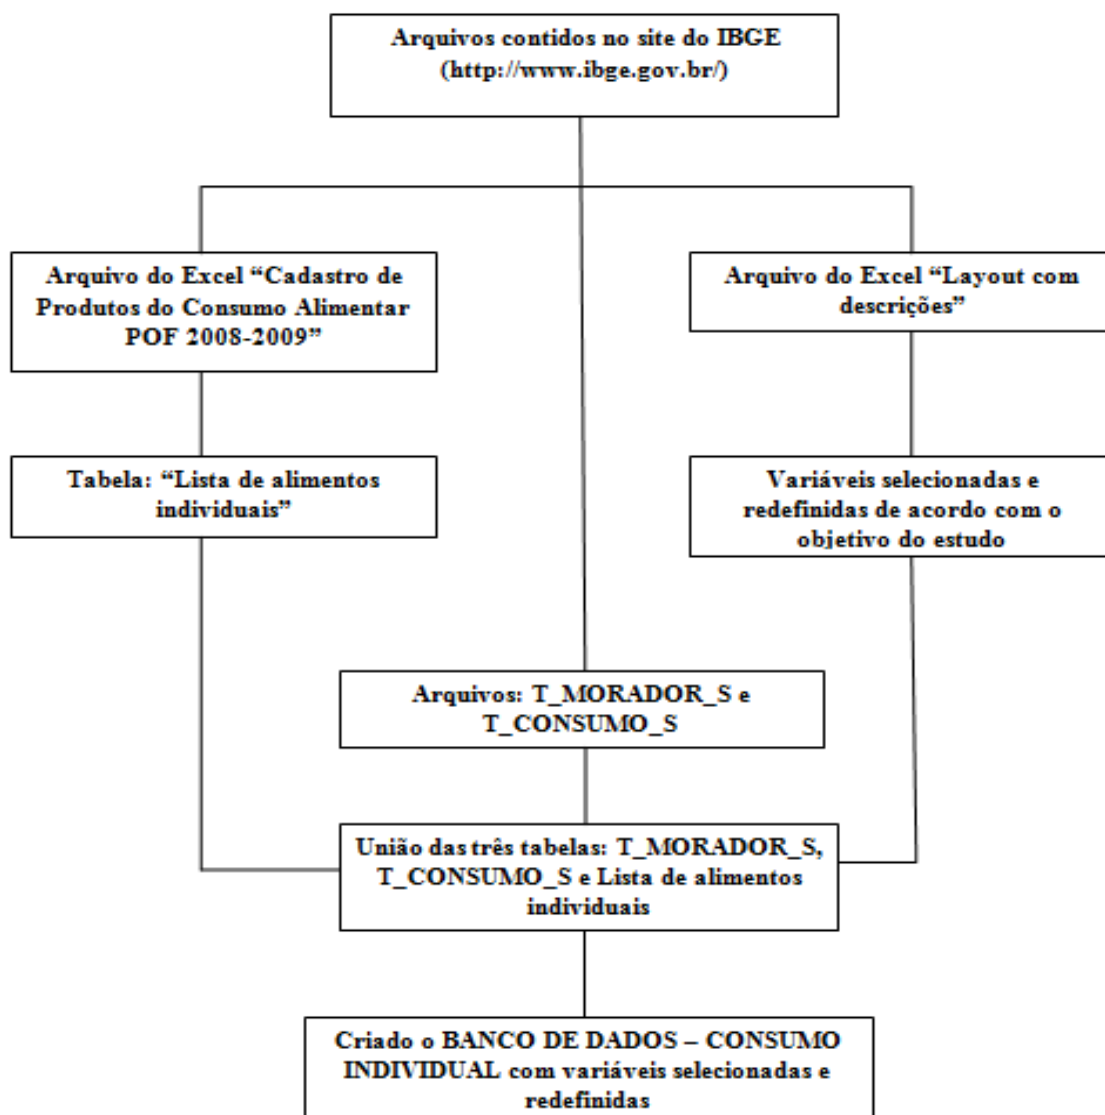 Arquivos contidos no site do IBGE
(http://www.ibge.gov.br/)
Arquivo do Excel “Cadastro de
Produtos do Consumo Alimentar
POF 2008-2009”
Arquivo do Excel “Layout com
descrições”
Tabela: “Lista de alimentos
individuais”
Variáveis selecionadas e
redefinidas de acordo com o
objetivo do estudo
Arquivos: T_MORADOR_S e
T_CONSUMO_S
União das três tabelas: T_MORADOR_S,
T_CONSUMO_S e Lista de alimentos
individuais
Criado o BANCO DE DADOS – CONSUMO
INDIVIDUAL com variáveis selecionadas e
redefinidas